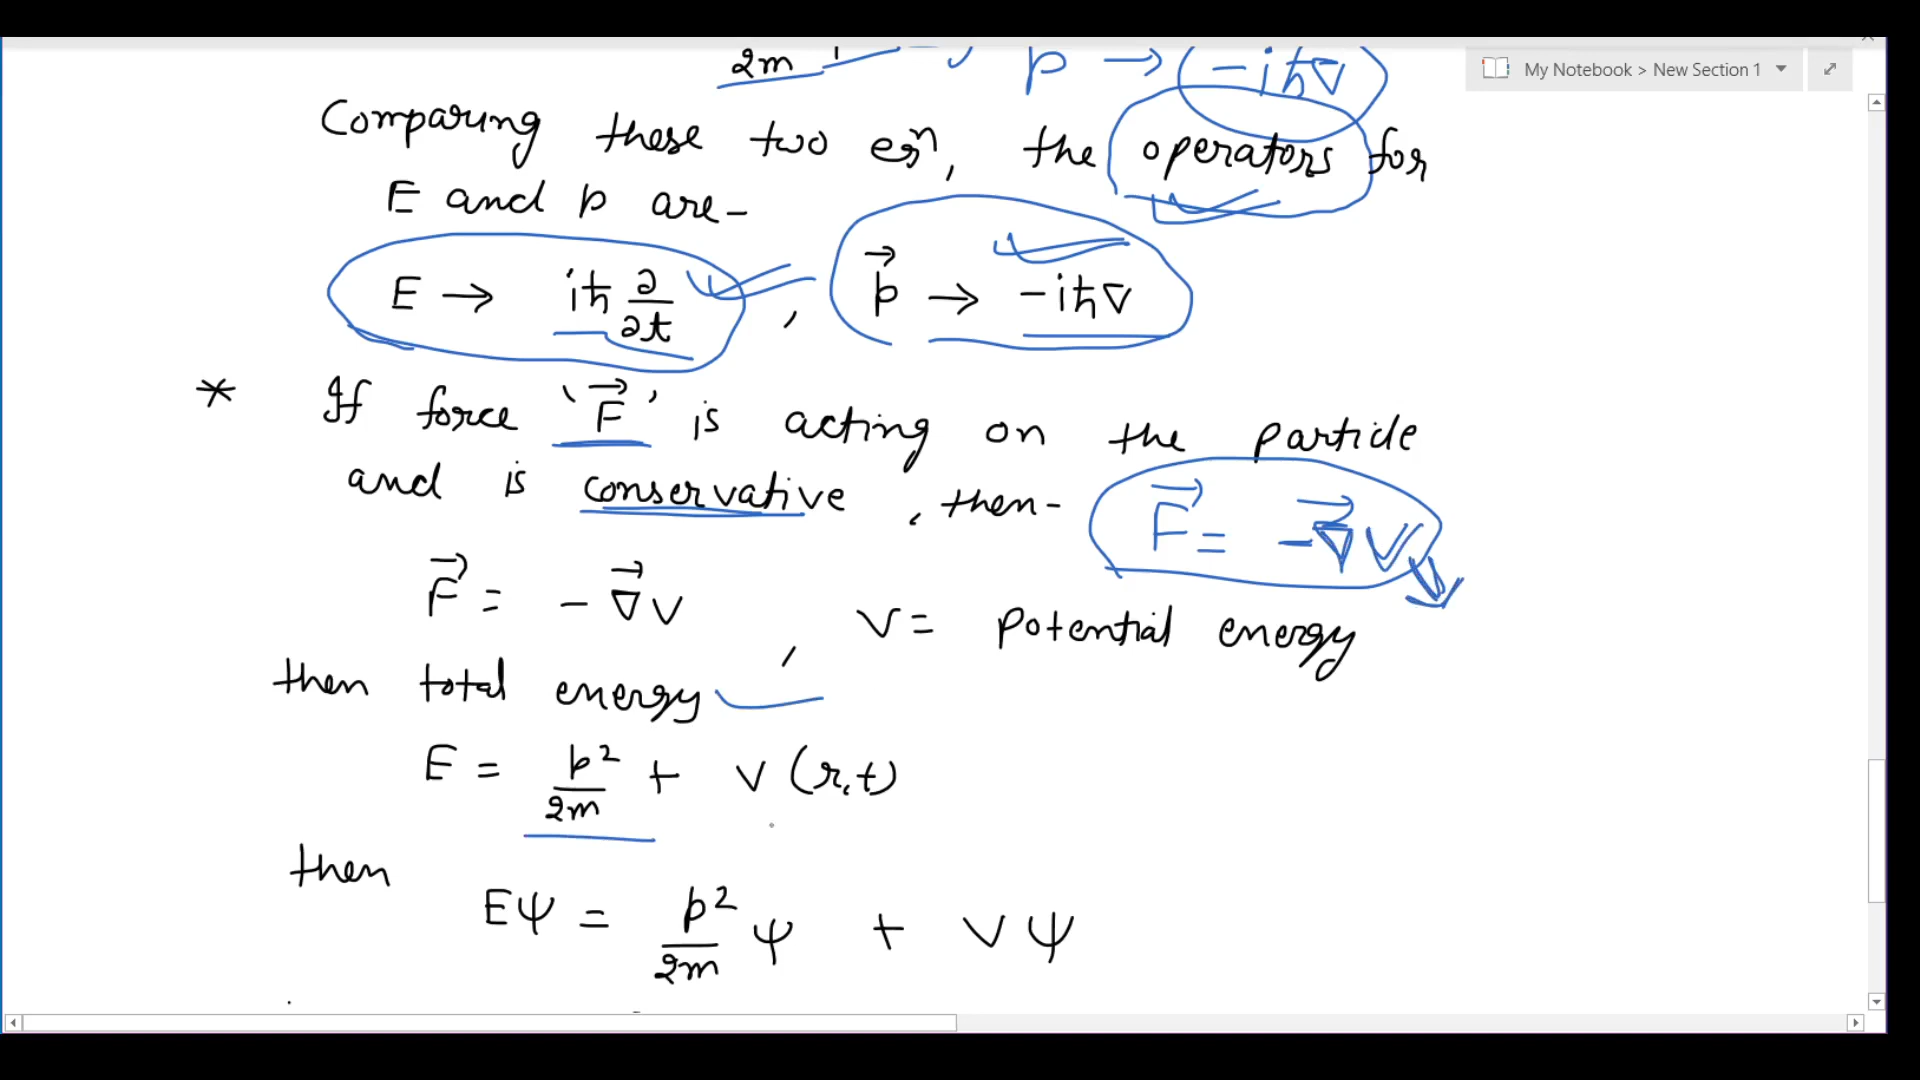 2m p → -iħ∇
My Notebook > New Section 1
Comparing these two eqⁿ, the operators for
E and p are-
E → iħ ∂/∂t , p⃗ → -iħ∇
* If force 'F⃗' is acting on the particle
and is conservative, then- F⃗ = -∇⃗V
F⃗ = -∇⃗V , V = Potential energy
then total energy
E = p²/2m + V(r,t)
then
Eψ = p²/2m ψ + Vψ